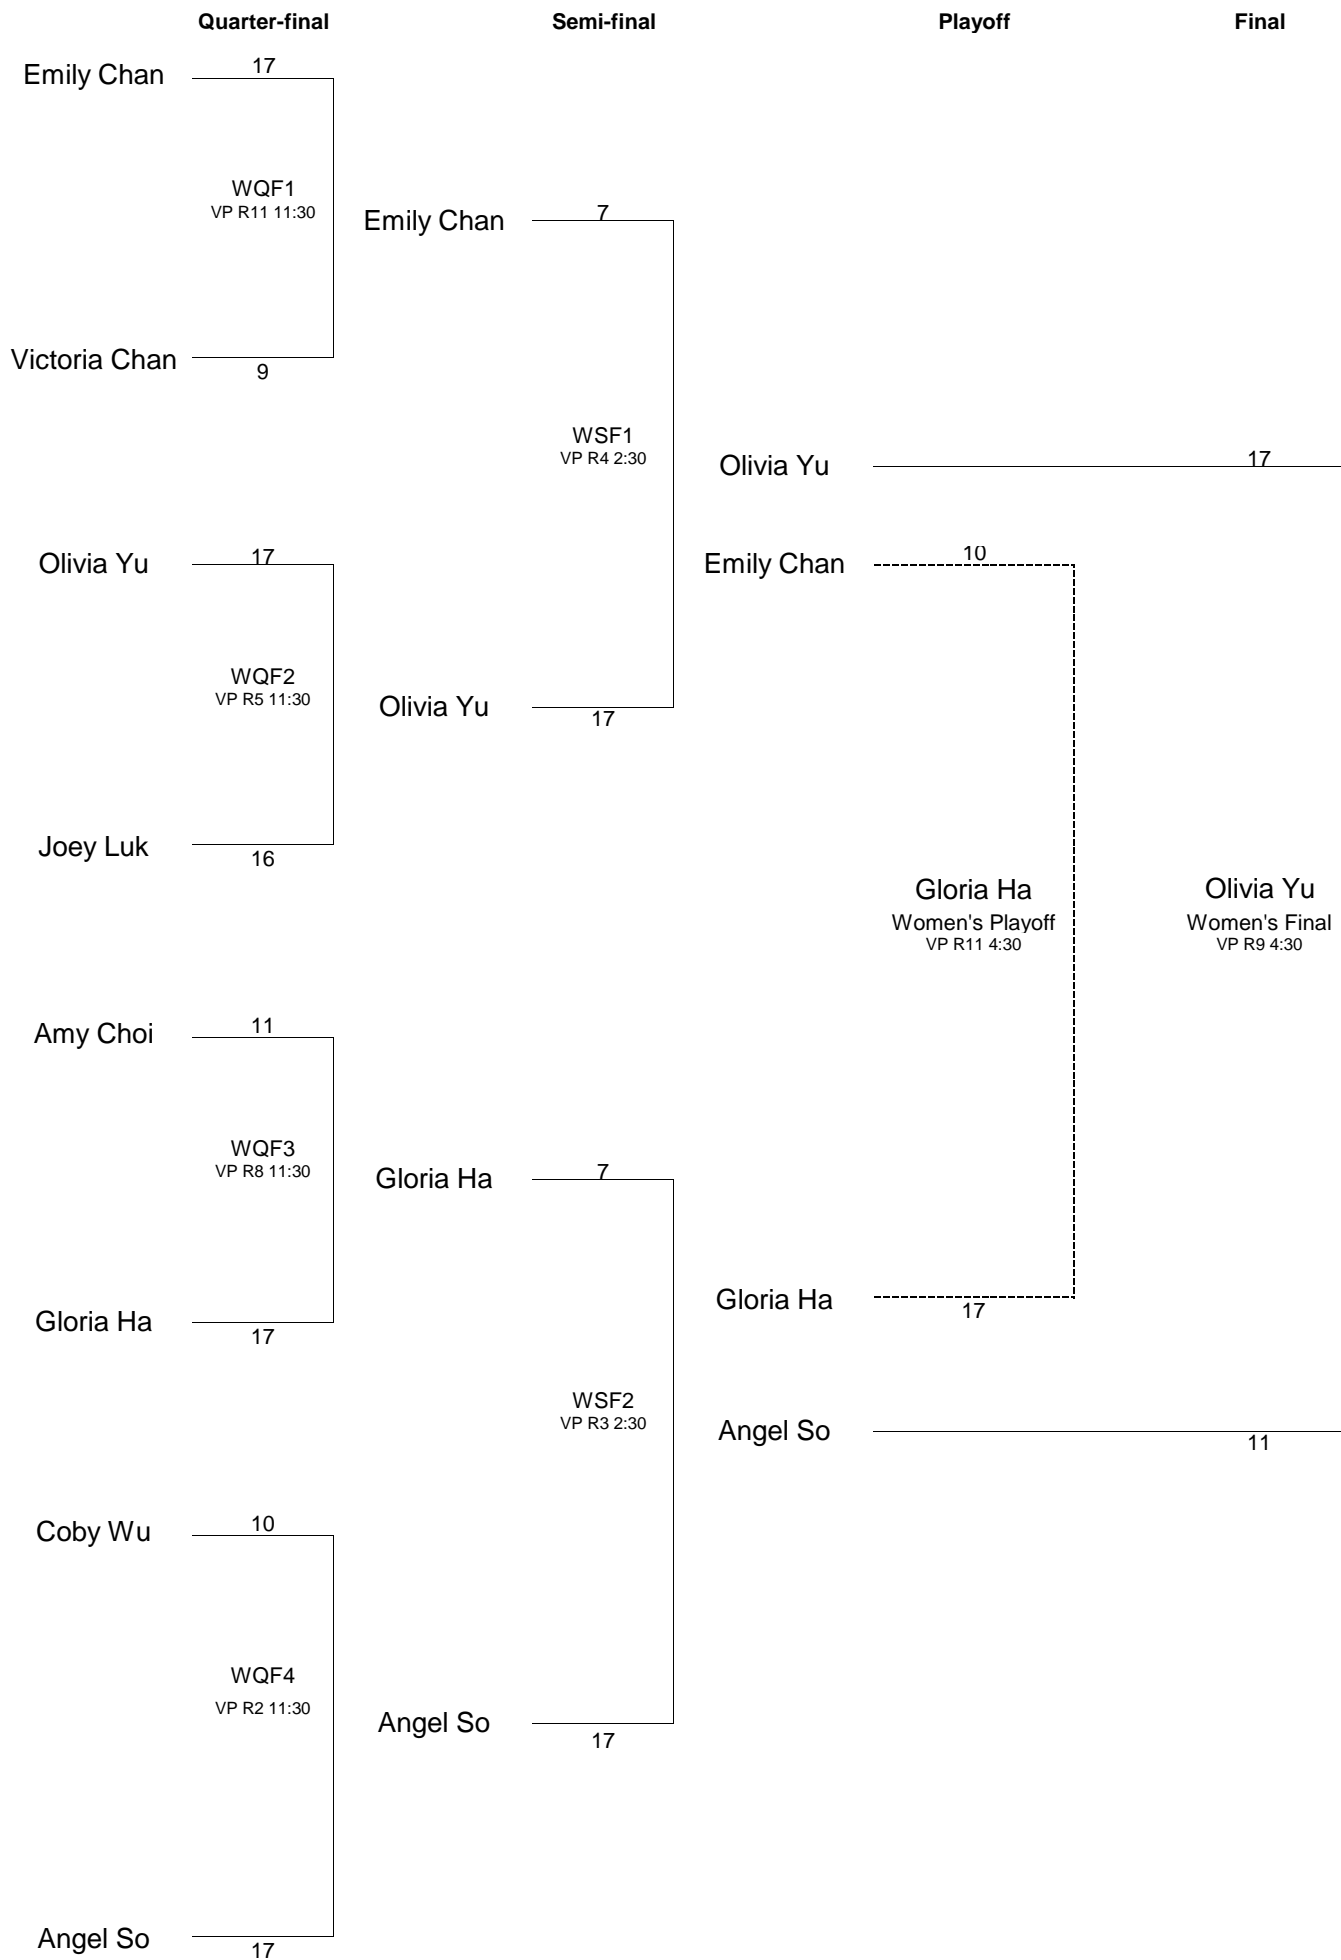 Quarter-final Semi-final Playoff Final
Emily Chan 17
WQF1
VP R11 11:30
Victoria Chan 9
Olivia Yu 17
WQF2
VP R5 11:30
Joey Luk 16
Amy Choi 11
WQF3
VP R8 11:30
Gloria Ha 17
Coby Wu 10
WQF4
VP R2 11:30
Angel So 17
Emily Chan 7
WSF1
VP R4 2:30
Olivia Yu 17
Gloria Ha 7
WSF2
VP R3 2:30
Angel So 17
Olivia Yu 17
Emily Chan 10
Gloria Ha
Women's Playoff
VP R11 4:30
Gloria Ha 17
Olivia Yu
Women's Final
VP R9 4:30
Angel So 11